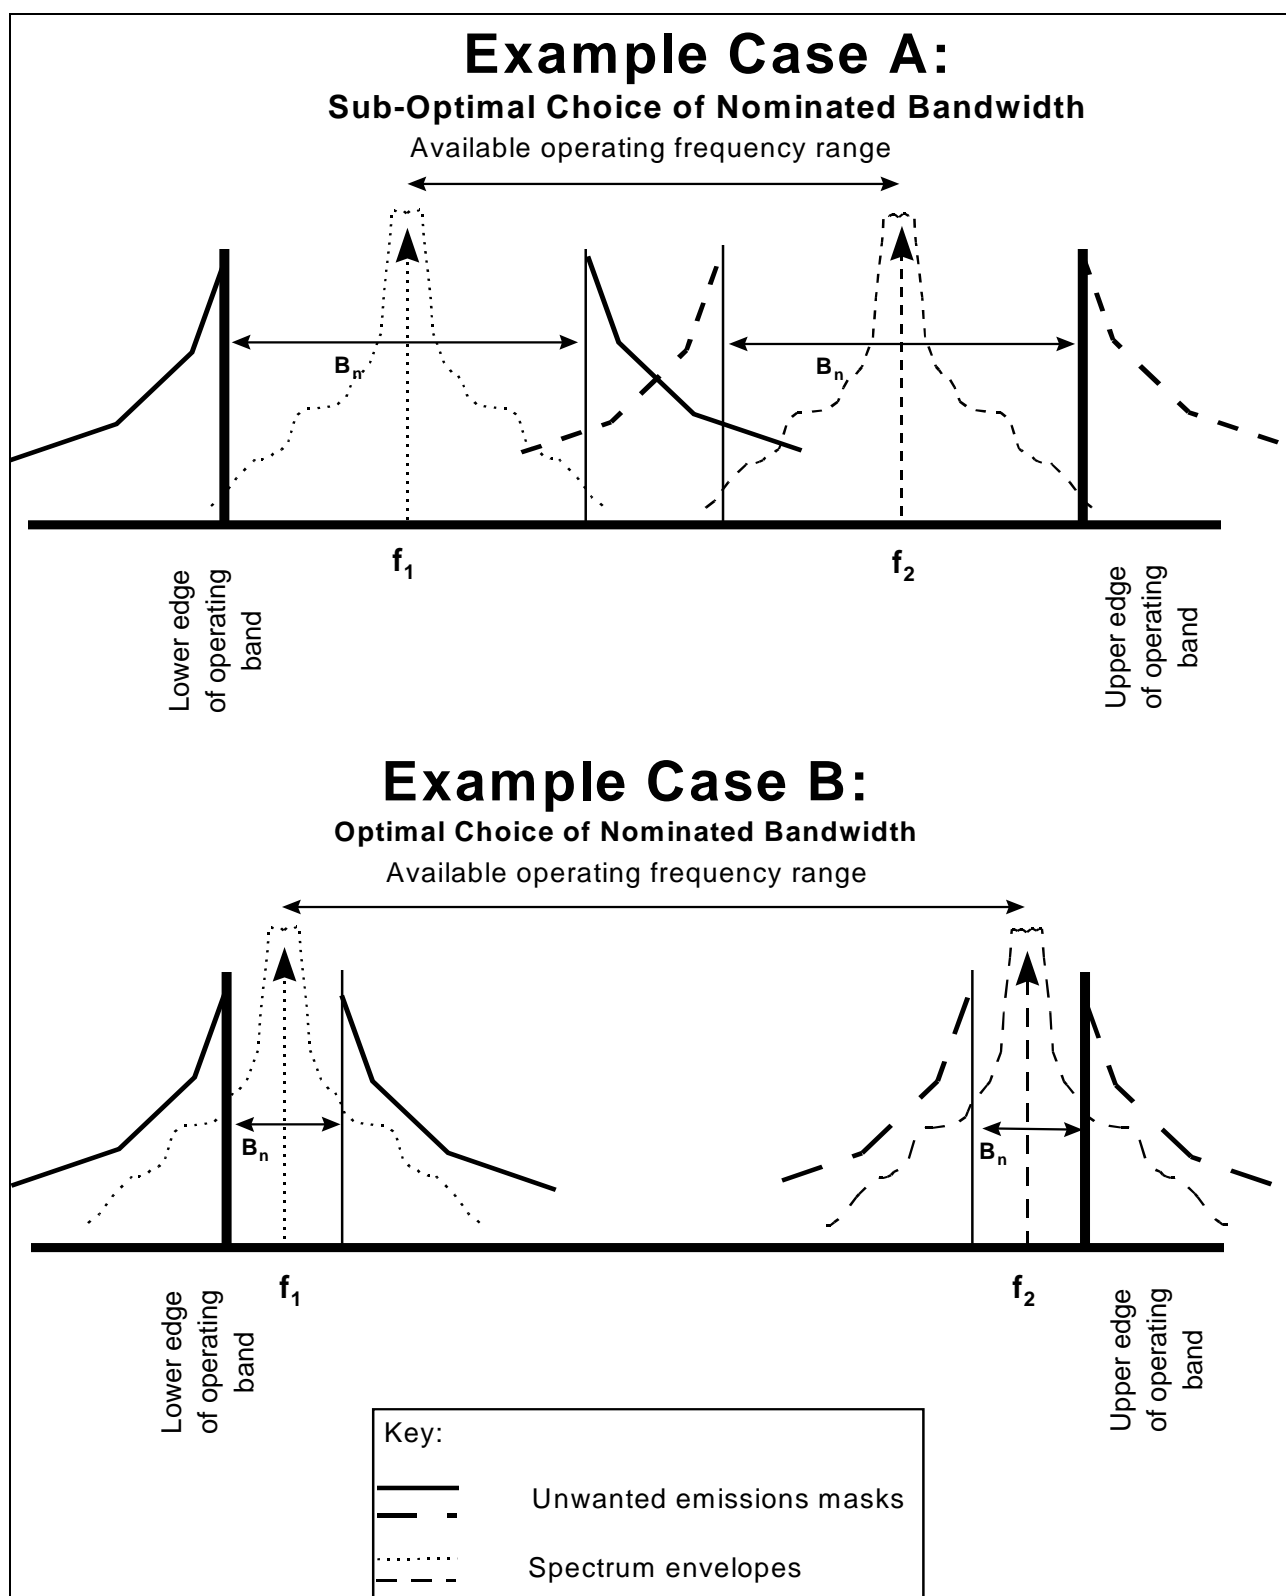 Example Case A:
Sub-Optimal Choice of Nominated Bandwidth
Available operating frequency range
Bn
Bn
f1
f2
Lower edge
of operating
band
Upper edge
of operating
band
Example Case B:
Optimal Choice of Nominated Bandwidth
Available operating frequency range
Bn
Bn
f1
f2
Lower edge
of operating
band
Upper edge
of operating
band
Key:
Unwanted emissions masks
Spectrum envelopes